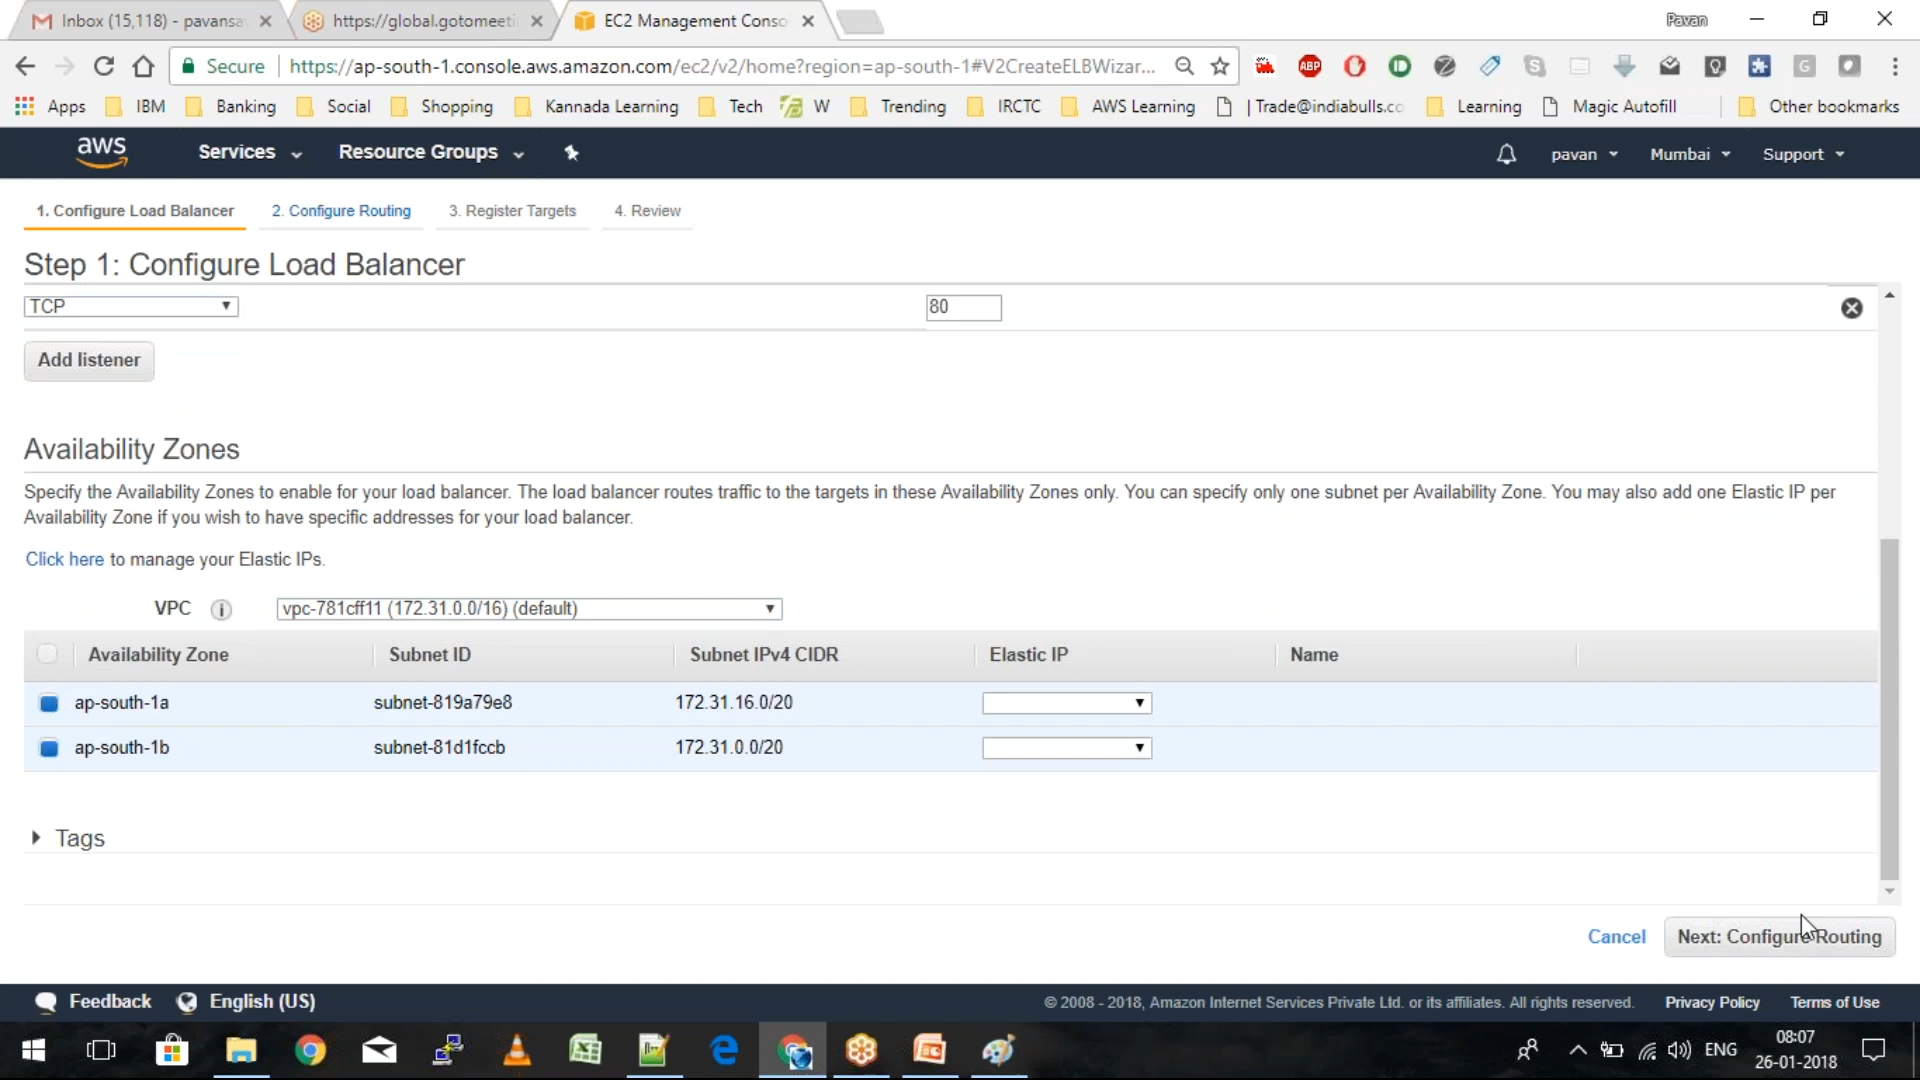 Inbox (15,118) - pavansa
https://global.gotomeeti
EC2 Management Conso
Pavan
Secure
https://ap-south-1.console.aws.amazon.com/ec2/v2/home?region=ap-south-1#V2CreateELBWizar...
ABP
Apps
IBM
Banking
Social
Shopping
Kannada Learning
Tech
W
Trending
IRCTC
AWS Learning
| Trade@indiabulls.co
Learning
Magic Autofill
Other bookmarks
aws
Services
Resource Groups
pavan
Mumbai
Support
1. Configure Load Balancer
2. Configure Routing
3. Register Targets
4. Review
Step 1: Configure Load Balancer
TCP
80
Add listener
Availability Zones
Specify the Availability Zones to enable for your load balancer. The load balancer routes traffic to the targets in these Availability Zones only. You can specify only one subnet per Availability Zone. You may also add one Elastic IP per
Availability Zone if you wish to have specific addresses for your load balancer.
Click here to manage your Elastic IPs.
VPC
vpc-781cff11 (172.31.0.0/16) (default)
Availability Zone
Subnet ID
Subnet IPv4 CIDR
Elastic IP
Name
ap-south-1a
subnet-819a79e8
172.31.16.0/20
ap-south-1b
subnet-81d1fccb
172.31.0.0/20
Tags
Cancel
Next: Configure Routing
Feedback
English (US)
© 2008 - 2018, Amazon Internet Services Private Ltd. or its affiliates. All rights reserved.
Privacy Policy
Terms of Use
ENG
08:07
26-01-2018